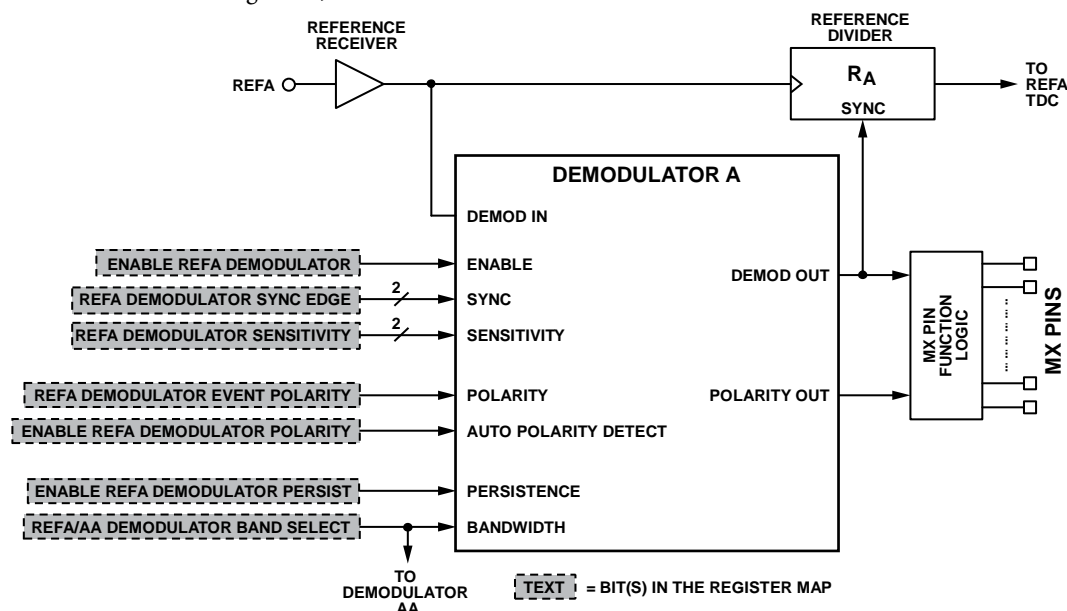 REFERENCE
RECEIVER
REFERENCE
DIVIDER
REFA
RA
SYNC
TO
REFA
TDC
DEMODULATOR A
DEMOD IN
ENABLE REFA DEMODULATOR
ENABLE
REFA DEMODULATOR SYNC EDGE
2
SYNC
REFA DEMODULATOR SENSITIVITY
2
SENSITIVITY
REFA DEMODULATOR EVENT POLARITY
POLARITY
ENABLE REFA DEMODULATOR POLARITY
AUTO POLARITY DETECT
ENABLE REFA DEMODULATOR PERSIST
PERSISTENCE
REFA/AA DEMODULATOR BAND SELECT
BANDWIDTH
DEMOD OUT
POLARITY OUT
MX PIN
FUNCTION
LOGIC
MX PINS
TO
DEMODULATOR
AA
TEXT = BIT(S) IN THE REGISTER MAP